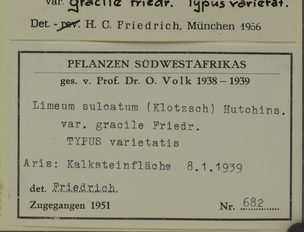 var. gracile Friedr. Typus varietat.
Det. - rev. H. C. Friedrich, München 1956
PFLANZEN SÜDWESTAFRIKAS
ges. v. Prof. Dr. O. Volk 1938–1939
Limeum sulcatum (Klotzsch) Hutchins.
var. gracile Friedr.
TYPUS varietatis
Aris: Kalksteinfläche 8.1.1939
det. Friedrich.
Zugegangen 1951 Nr. 682